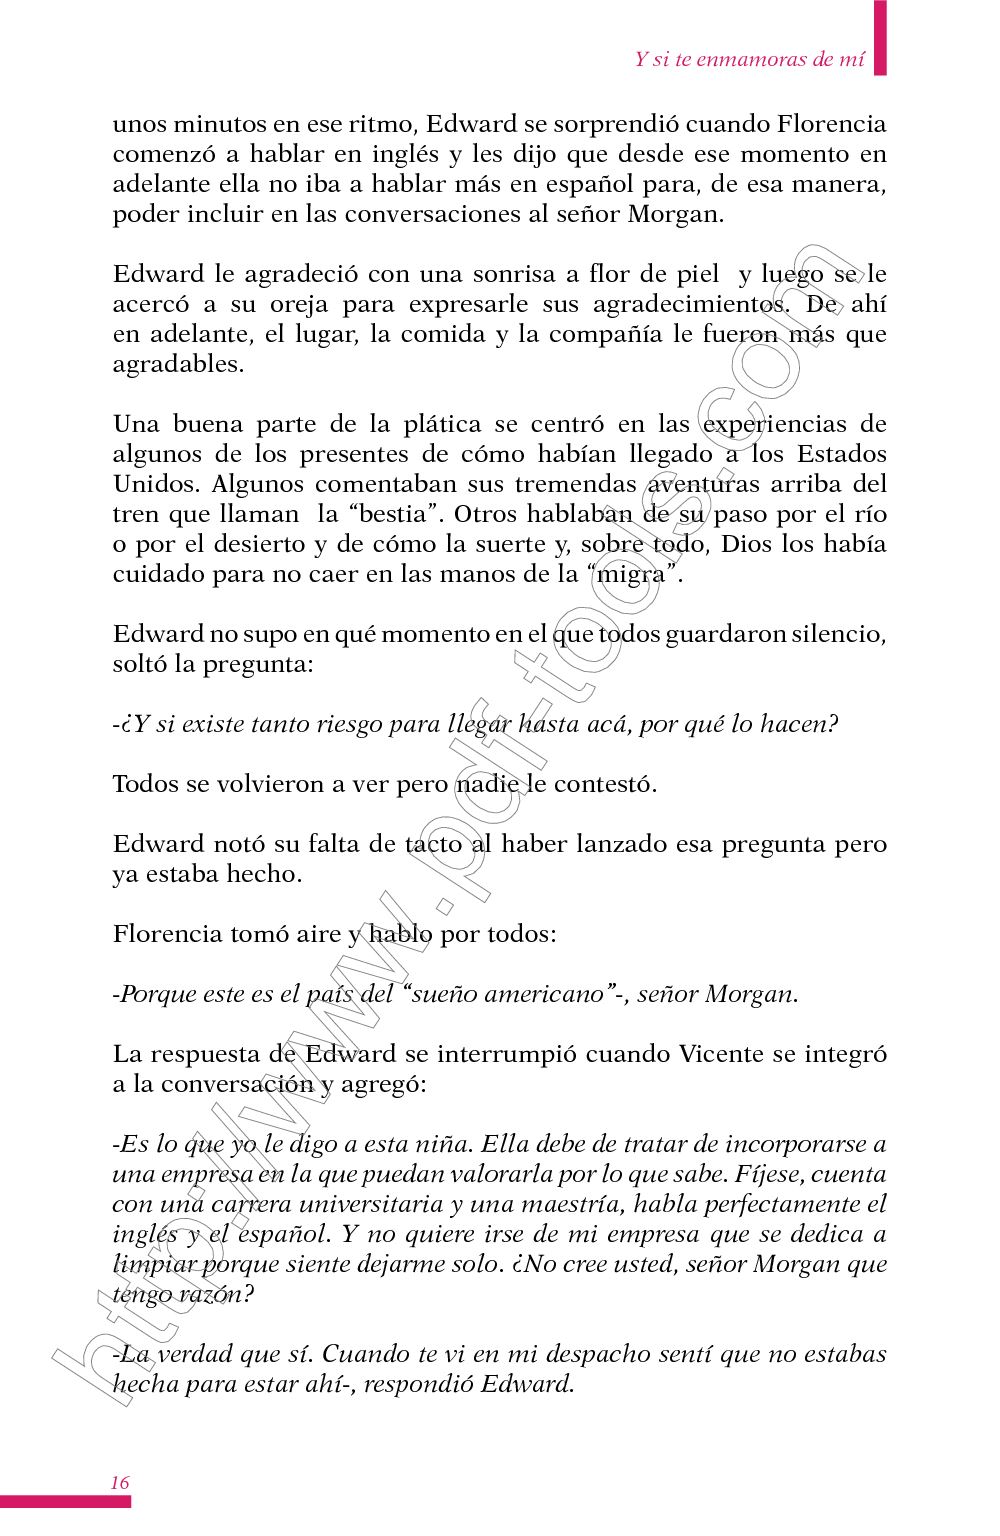 Y si te enmamoras de mí
unos minutos en ese ritmo, Edward se sorprendió cuando Florencia
comenzó a hablar en inglés y les dijo que desde ese momento en
adelante ella no iba a hablar más en español para, de esa manera,
poder incluir en las conversaciones al señor Morgan.
Edward le agradeció con una sonrisa a flor de piel  y luego se le
acercó a su oreja para expresarle sus agradecimientos. De ahí
en adelante, el lugar, la comida y la compañía le fueron más que
agradables.
Una buena parte de la plática se centró en las experiencias de
algunos de los presentes de cómo habían llegado a los Estados
Unidos. Algunos comentaban sus tremendas aventuras arriba del
tren que llaman  la “bestia”. Otros hablaban de su paso por el río
o por el desierto y de cómo la suerte y, sobre todo, Dios los había
cuidado para no caer en las manos de la “migra”.
Edward no supo en qué momento en el que todos guardaron silencio,
soltó la pregunta:
-¿Y si existe tanto riesgo para llegar hasta acá, por qué lo hacen?
Todos se volvieron a ver pero nadie le contestó.
Edward notó su falta de tacto al haber lanzado esa pregunta pero
ya estaba hecho.
Florencia tomó aire y hablo por todos:
-Porque este es el país del “sueño americano”-, señor Morgan.
La respuesta de Edward se interrumpió cuando Vicente se integró
a la conversación y agregó:
-Es lo que yo le digo a esta niña. Ella debe de tratar de incorporarse a
una empresa en la que puedan valorarla por lo que sabe. Fíjese, cuenta
con una carrera universitaria y una maestría, habla perfectamente el
inglés y el español. Y no quiere irse de mi empresa que se dedica a
limpiar porque siente dejarme solo. ¿No cree usted, señor Morgan que
tengo razón?
-La verdad que sí. Cuando te vi en mi despacho sentí que no estabas
hecha para estar ahí-, respondió Edward.
16
http://www.pdf-tools.com